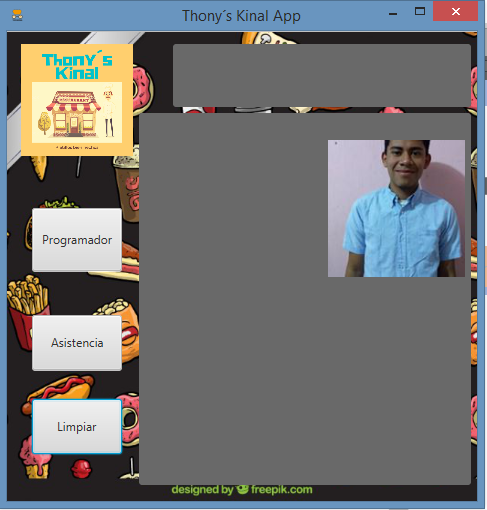 Thony´s Kinal App
ThonY´s
Kinal
RESTAURANT
Programador
Asistencia
Limpiar
designed by freepik.com